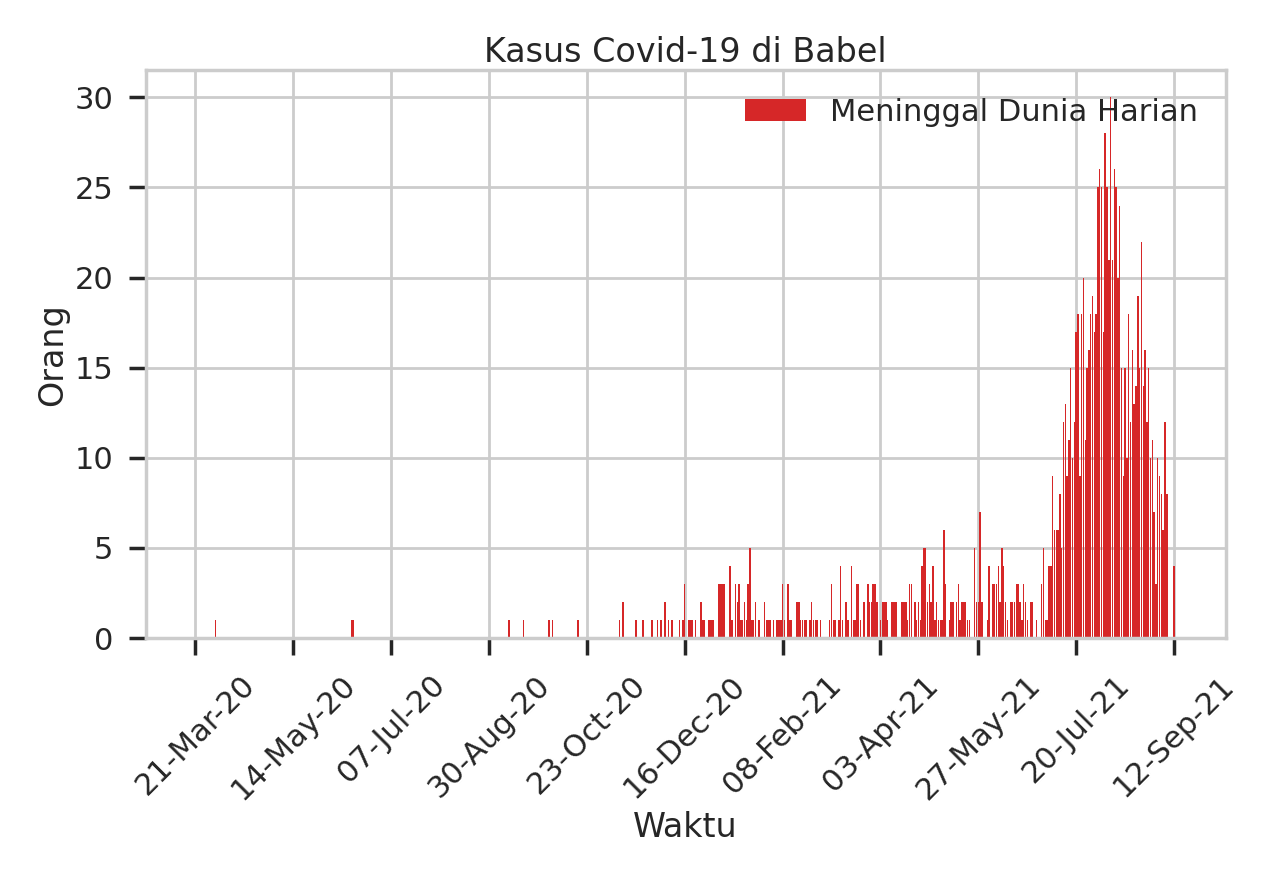 Kasus Covid-19 di Babel
Meninggal Dunia Harian
Orang
30
25
20
15
10
5
0
21-Mar-20
14-May-20
07-Jul-20
30-Aug-20
23-Oct-20
16-Dec-20
08-Feb-21
03-Apr-21
27-May-21
20-Jul-21
12-Sep-21
Waktu